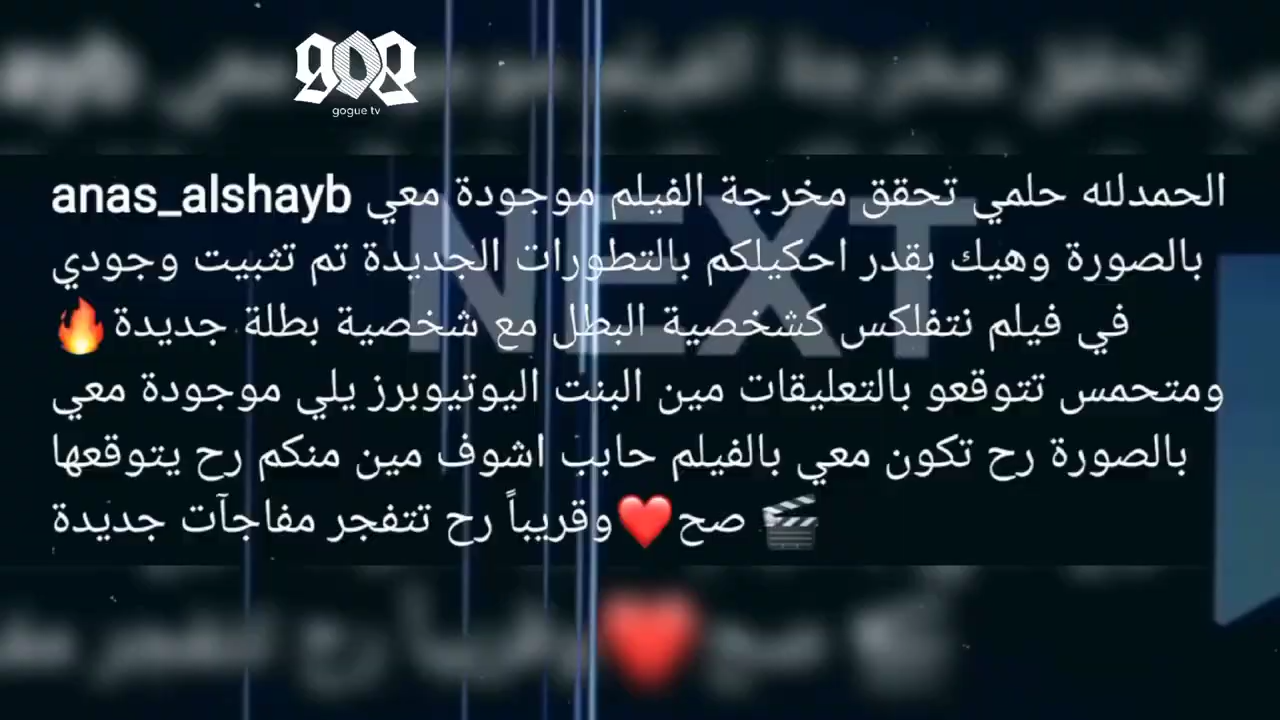 gog
gogue tv
NEXT
anas_alshayb الحمدلله حلمي تحقق مخرجة الفيلم موجودة معي
بالصورة وهيك بقدر احكيلكم بالتطورات الجديدة تم تثبيت وجودي
في فيلم نتفلكس كشخصية البطل مع شخصية بطلة جديدة🔥
ومتحمس تتوقعو بالتعليقات مين البنت اليوتيوبرز يلي موجودة معي
بالصورة رح تكون معي بالفيلم حابب اشوف مين منكم رح يتوقعها
🎬 صح❤️وقريباً رح تتفجر مفاجآت جديدة